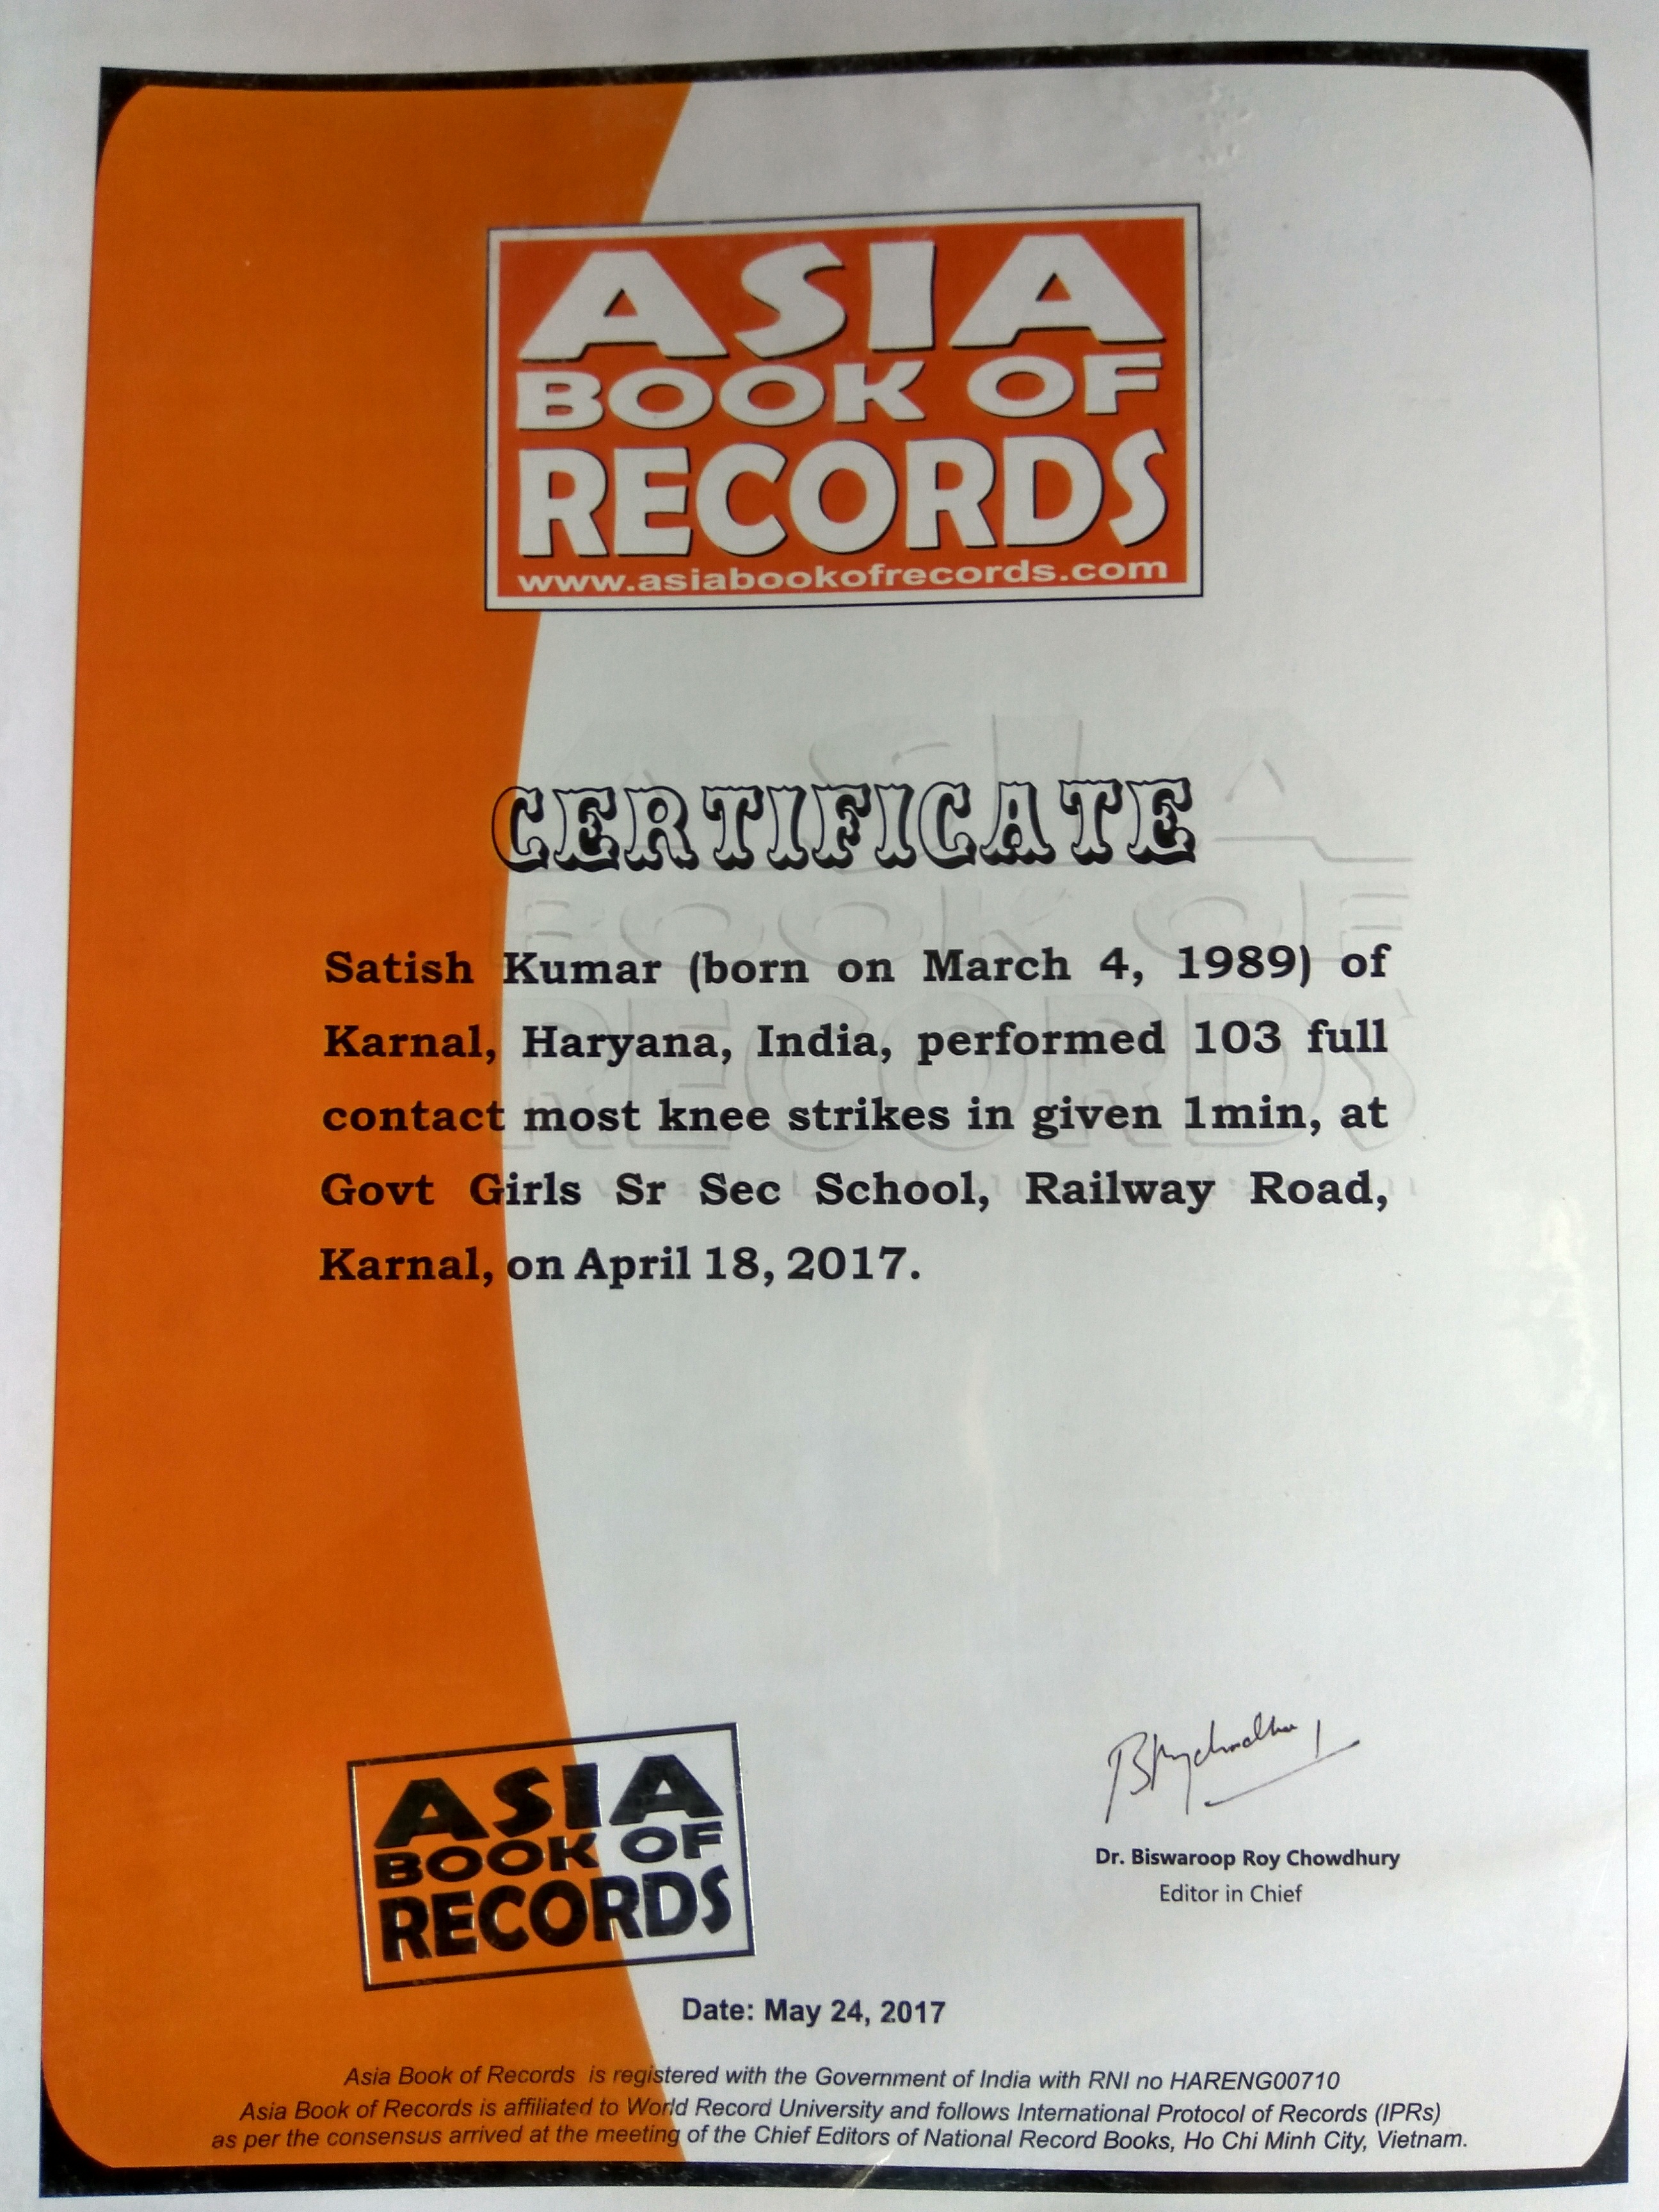 ASIA
BOOK OF
RECORDS
www.asiabookofrecords.com
CERTIFICATE
Satish Kumar (born on March 4, 1989) of
Karnal, Haryana, India, performed 103 full
contact most knee strikes in given 1min, at
Govt Girls Sr Sec School, Railway Road,
Karnal, on April 18, 2017.
ASIA
BOOK OF
RECORDS
Dr. Biswaroop Roy Chowdhury
Editor in Chief
Date: May 24, 2017
Asia Book of Records is registered with the Government of India with RNI no HARENG00710
Asia Book of Records is affiliated to World Record University and follows International Protocol of Records (IPRs)
as per the consensus arrived at the meeting of the Chief Editors of National Record Books, Ho Chi Minh City, Vietnam.